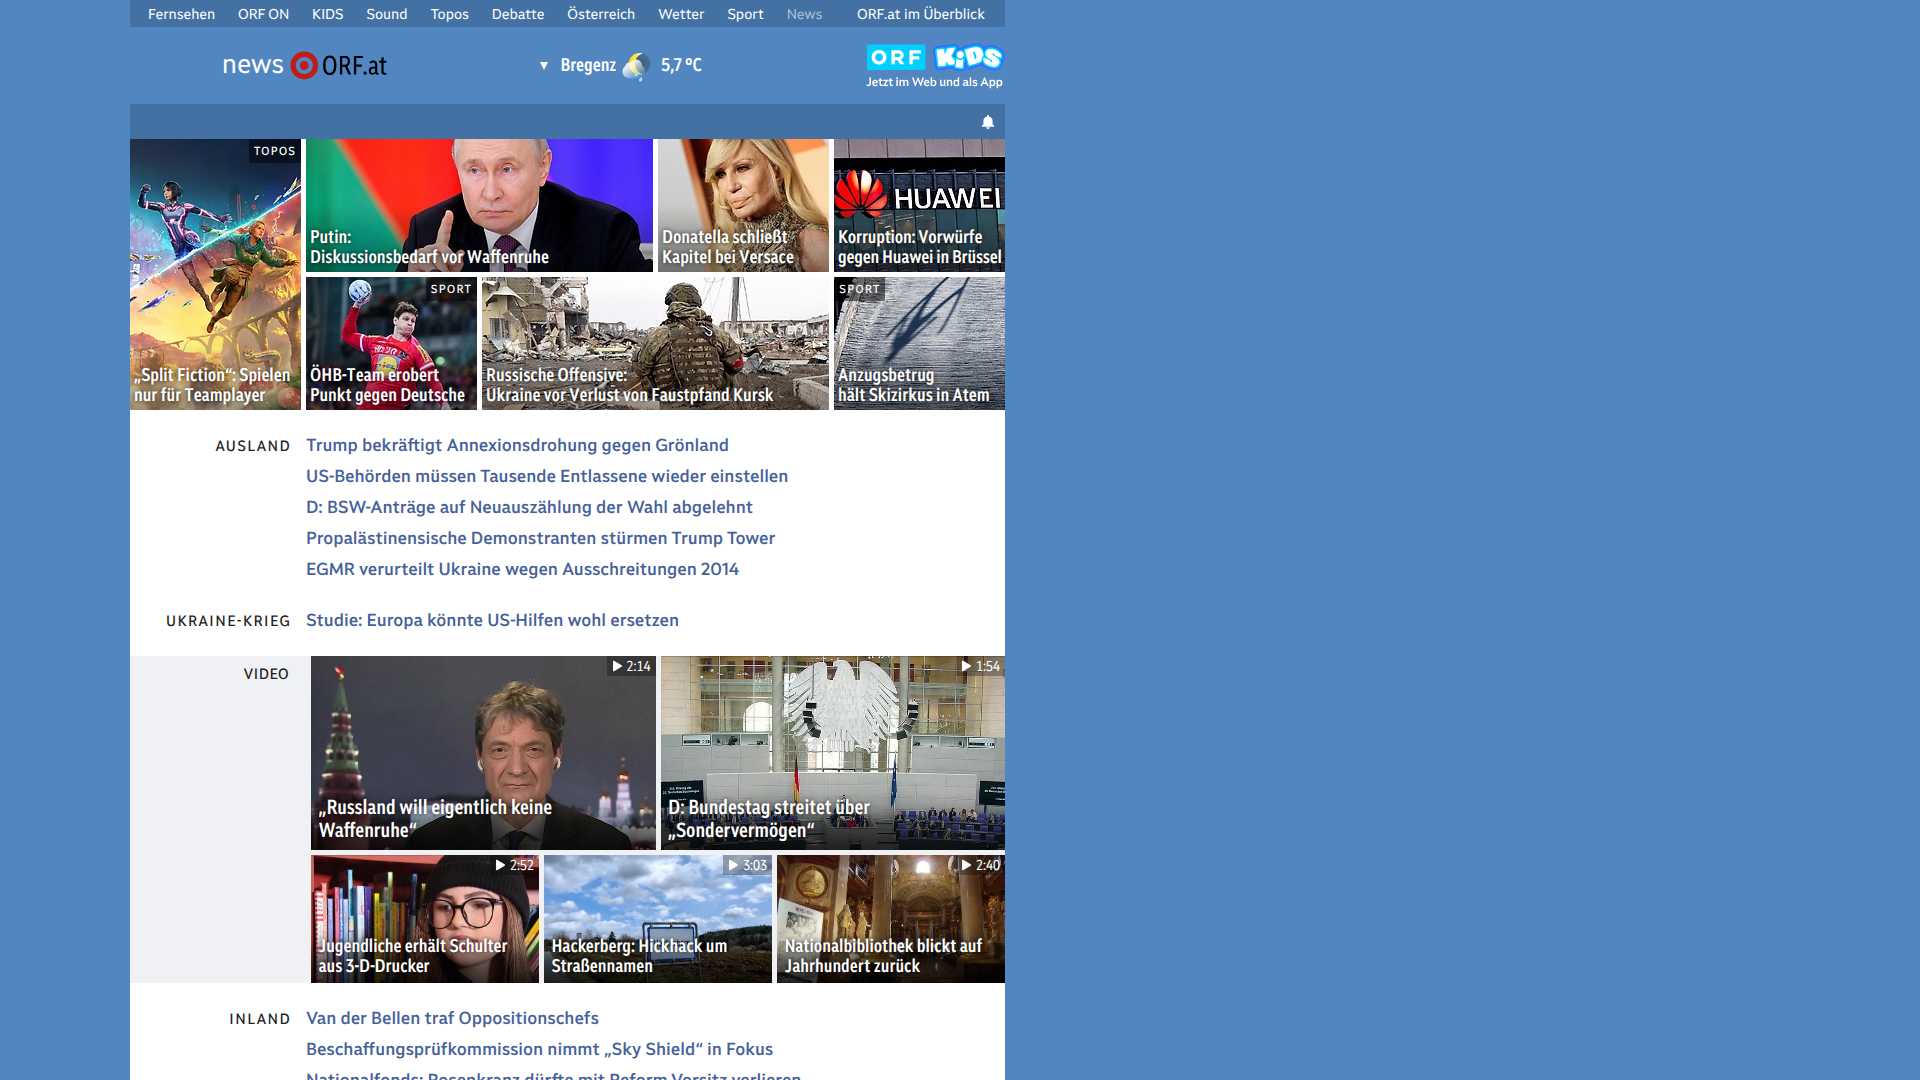 Fernsehen ORF ON KIDS Sound Topos Debatte Österreich Wetter Sport News ORF.at im Überblick
news ORF.at
▼ Bregenz 5,7 °C
ORF KiDS
Jetzt im Web und als App
TOPOS
„Split Fiction“: Spielen
nur für Teamplayer
Putin:
Diskussionsbedarf vor Waffenruhe
Donatella schließt
Kapitel bei Versace
HUAWEI
Korruption: Vorwürfe
gegen Huawei in Brüssel
SPORT
ÖHB-Team erobert
Punkt gegen Deutsche
Russische Offensive:
Ukraine vor Verlust von Faustpfand Kursk
SPORT
Anzugsbetrug
hält Skizirkus in Atem
AUSLAND
Trump bekräftigt Annexionsdrohung gegen Grönland
US-Behörden müssen Tausende Entlassene wieder einstellen
D: BSW-Anträge auf Neuauszählung der Wahl abgelehnt
Propalästinensische Demonstranten stürmen Trump Tower
EGMR verurteilt Ukraine wegen Ausschreitungen 2014
UKRAINE-KRIEG
Studie: Europa könnte US-Hilfen wohl ersetzen
VIDEO
2:14
„Russland will eigentlich keine
Waffenruhe“
1:54
D: Bundestag streitet über
„Sondervermögen“
2:52
Jugendliche erhält Schulter
aus 3-D-Drucker
3:03
Hackerberg: Hickhack um
Straßennamen
2:40
Nationalbibliothek blickt auf
Jahrhundert zurück
INLAND
Van der Bellen traf Oppositionschefs
Beschaffungsprüfkommission nimmt „Sky Shield“ in Fokus
Nationalfonds: Rosenkranz dürfte mit Reform Vorsitz verlieren